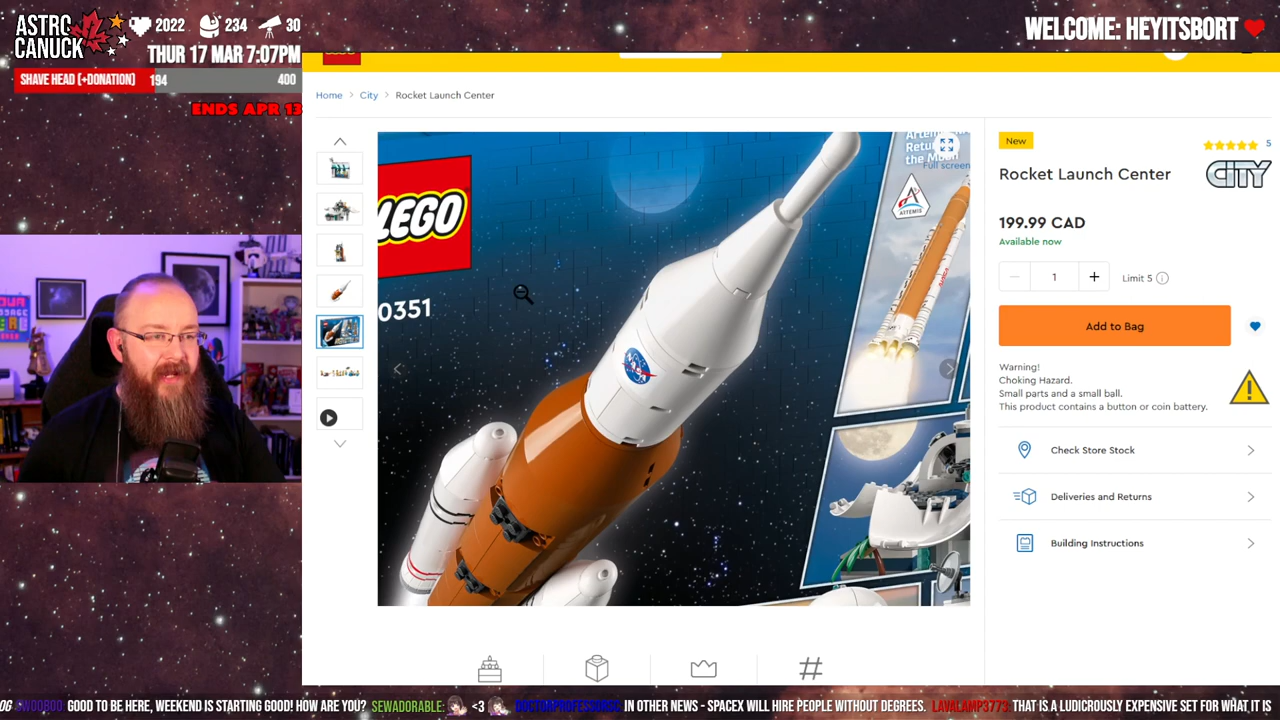 ASTRO
CANUCK
2022
234
30
THUR 17 MAR 7:07PM
SHAVE HEAD (+DONATION) 194 400
ENDS APR 13
WELCOME: HEYITSBORT
Home > City > Rocket Launch Center
LEGO
0351
NASA
Full screen
ARTEMIS
New
5
Rocket Launch Center
CITY
199.99 CAD
Available now
1
Limit 5
Add to Bag
Warning!
Choking Hazard.
Small parts and a small ball.
This product contains a button or coin battery.
Check Store Stock
Deliveries and Returns
Building Instructions
GOOD TO BE HERE, WEEKEND IS STARTING GOOD! HOW ARE YOU? SEWADORABLE: <3 DOCTORPROFESSORSC: IN OTHER NEWS - SPACEX WILL HIRE PEOPLE WITHOUT DEGREES. LAVALAMP3773: THAT IS A LUDICROUSLY EXPENSIVE SET FOR WHAT IT IS